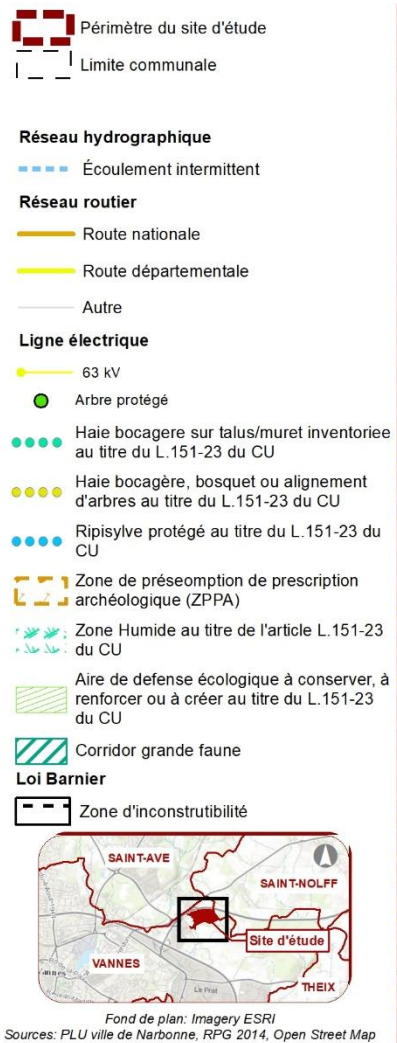 Périmètre du site d'étude
Limite communale
Réseau hydrographique
Écoulement intermittent
Réseau routier
Route nationale
Route départementale
Autre
Ligne électrique
63 kV
Arbre protégé
Haie bocagere sur talus/muret inventoriee
au titre du L.151-23 du CU
Haie bocagère, bosquet ou alignement
d'arbres au titre du L.151-23 du CU
Ripisylve protégé au titre du L.151-23 du
CU
Zone de préseomption de prescription
archéologique (ZPPA)
Zone Humide au titre de l'article L.151-23
du CU
Aire de defense écologique à conserver, à
renforcer ou à créer au titre du L.151-23
du CU
Corridor grande faune
Loi Barnier
Zone d'inconstrutibilité
SAINT-AVE
SAINT-NOLFF
Site d'étude
VANNES
Le Prat
THEIX
Fond de plan: Imagery ESRI
Sources: PLU ville de Narbonne, RPG 2014, Open Street Map